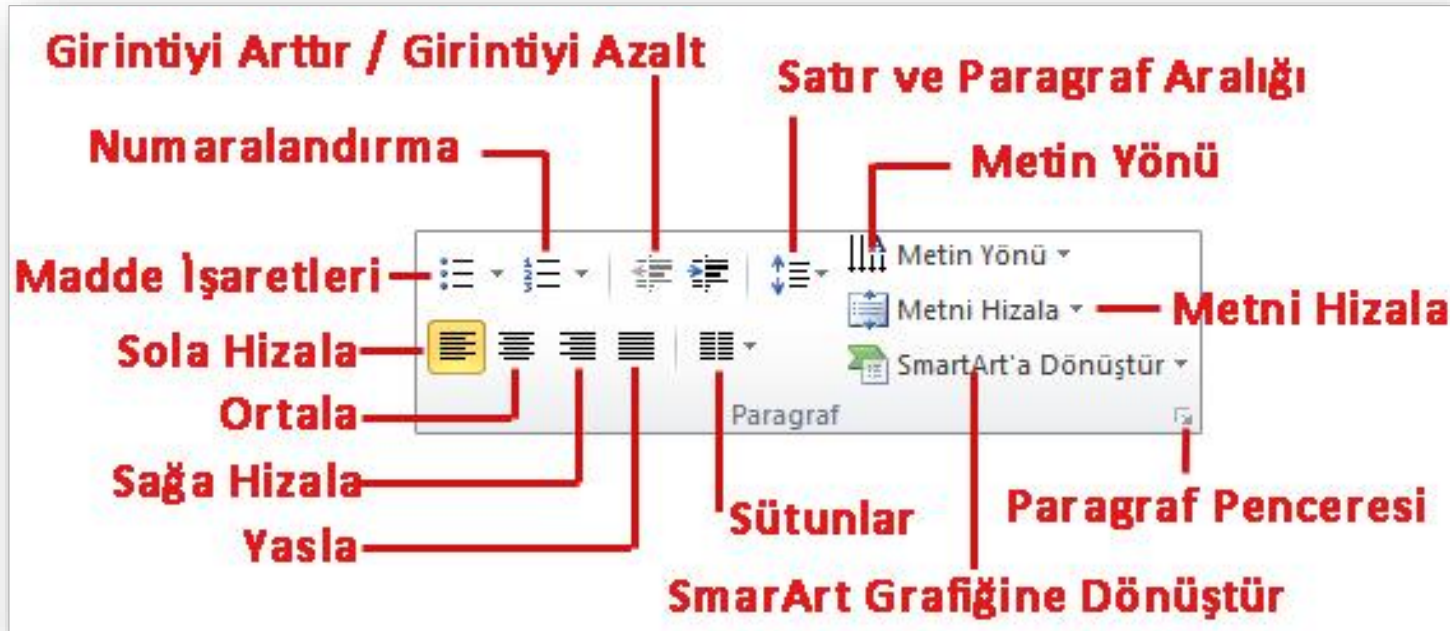 Girintiyi Arttır / Girintiyi Azalt
Satır ve Paragraf Aralığı
Numaralandırma
Metin Yönü
Metin Yönü
Madde İşaretleri
Metni Hizala
Metni Hizala
Sola Hizala
SmartArt'a Dönüştür
Ortala
Paragraf
Sağa Hizala
Sütunlar
Paragraf Penceresi
Yasla
SmarArt Grafiğine Dönüştür